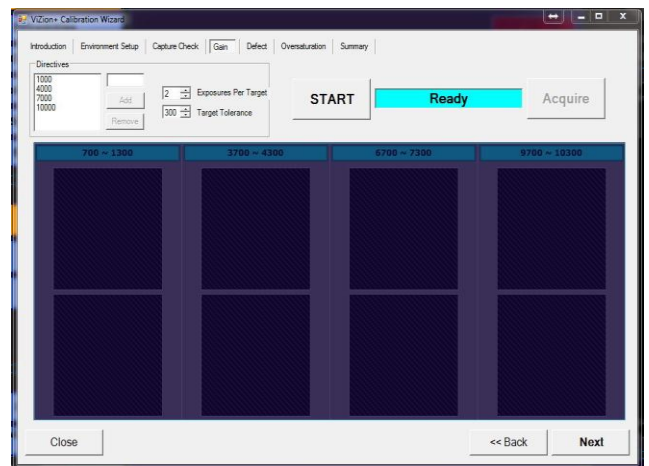 ViZion+ Calibration Wizard
Introduction Environment Setup Capture Check Gain Defect Oversaturation Summary
Directives
1000
4000
7000
10000
Add
Remove
2 Exposures Per Target
300 Target Tolerance
START
Ready
Acquire
700 ~ 1300 3700 ~ 4300 6700 ~ 7300 9700 ~ 10300
Close
<< Back
Next